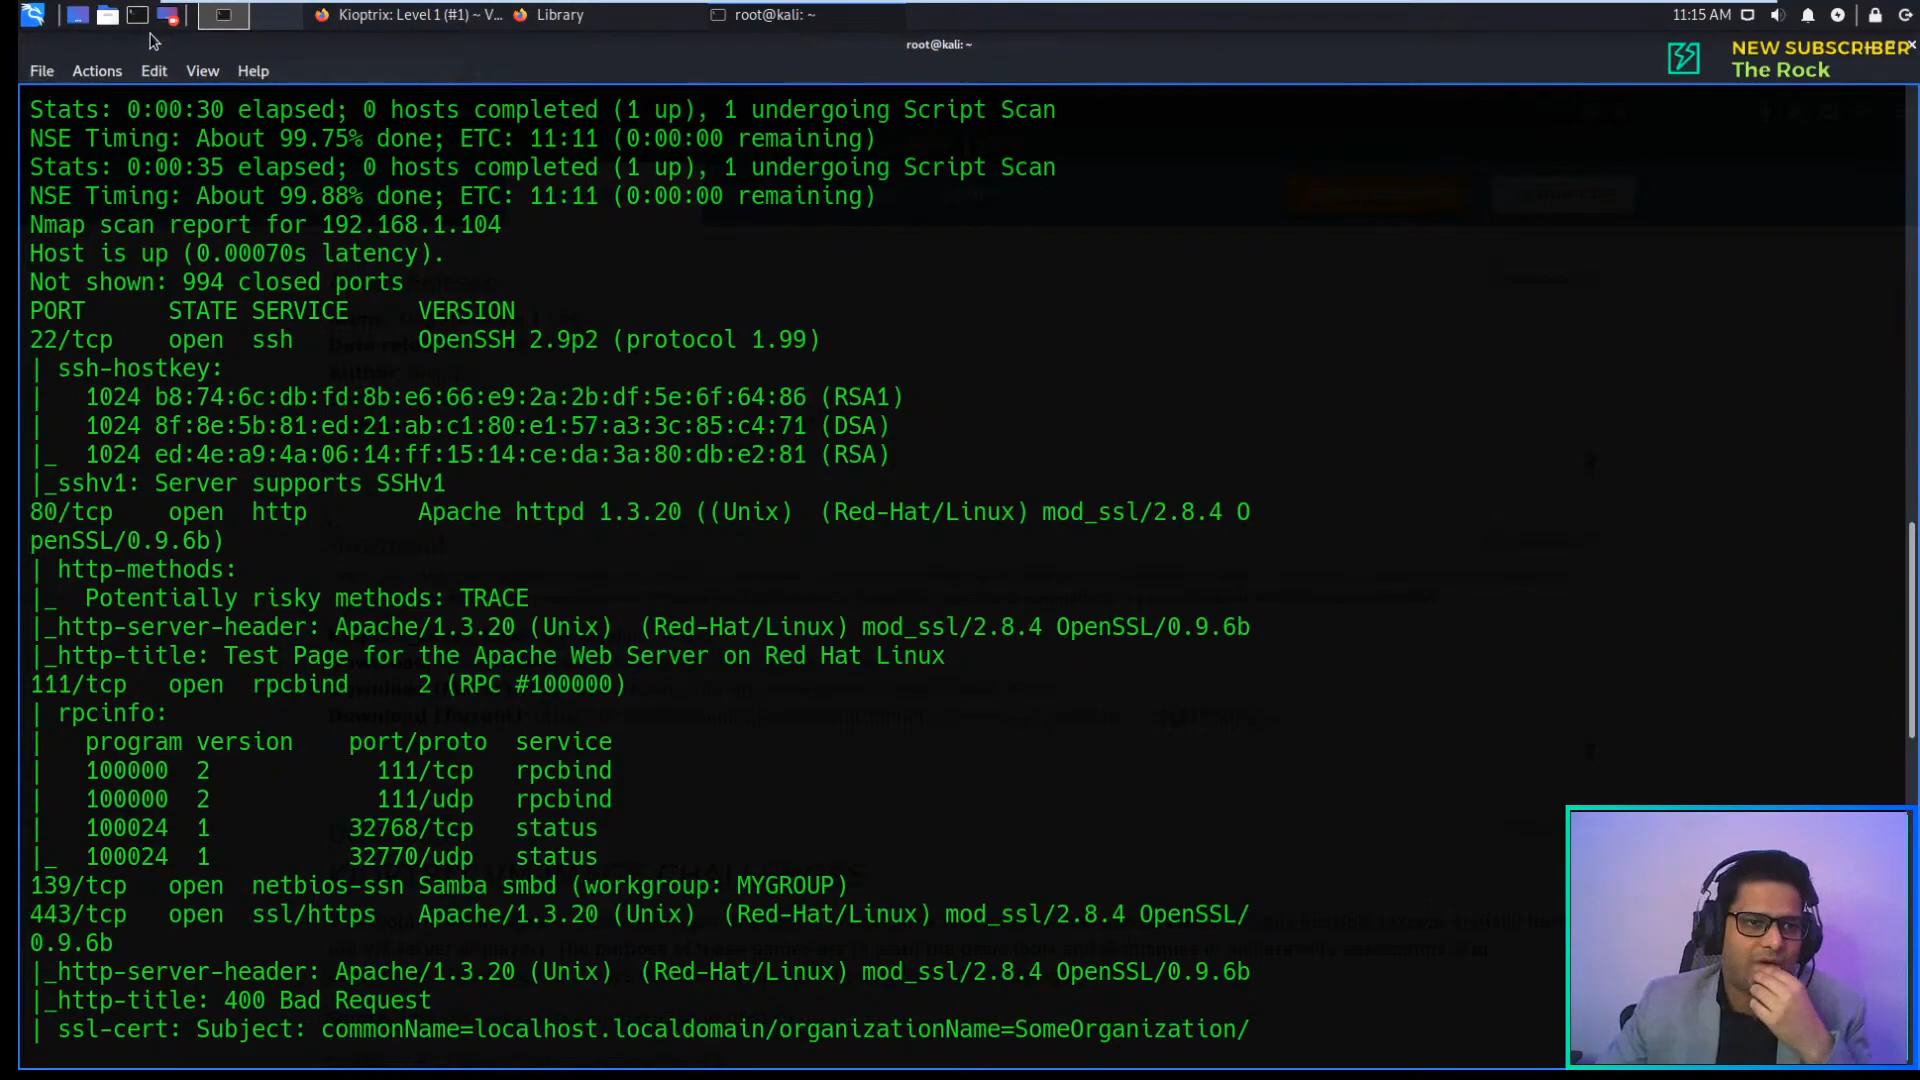 Kioptrix: Level 1 (#1) ~ V...
Library
root@kali: ~
11:15 AM
root@kali: ~
NEW SUBSCRIBER
The Rock
File Actions Edit View Help
Stats: 0:00:30 elapsed; 0 hosts completed (1 up), 1 undergoing Script Scan
NSE Timing: About 99.75% done; ETC: 11:11 (0:00:00 remaining)
Stats: 0:00:35 elapsed; 0 hosts completed (1 up), 1 undergoing Script Scan
NSE Timing: About 99.88% done; ETC: 11:11 (0:00:00 remaining)
Nmap scan report for 192.168.1.104
Host is up (0.00070s latency).
Not shown: 994 closed ports
PORT STATE SERVICE VERSION
22/tcp open ssh OpenSSH 2.9p2 (protocol 1.99)
| ssh-hostkey:
| 1024 b8:74:6c:db:fd:8b:e6:66:e9:2a:2b:df:5e:6f:64:86 (RSA1)
| 1024 8f:8e:5b:81:ed:21:ab:c1:80:e1:57:a3:3c:85:c4:71 (DSA)
|_ 1024 ed:4e:a9:4a:06:14:ff:15:14:ce:da:3a:80:db:e2:81 (RSA)
|_sshv1: Server supports SSHv1
80/tcp open http Apache httpd 1.3.20 ((Unix) (Red-Hat/Linux) mod_ssl/2.8.4 O
penSSL/0.9.6b)
| http-methods:
|_ Potentially risky methods: TRACE
|_http-server-header: Apache/1.3.20 (Unix) (Red-Hat/Linux) mod_ssl/2.8.4 OpenSSL/0.9.6b
|_http-title: Test Page for the Apache Web Server on Red Hat Linux
111/tcp open rpcbind 2 (RPC #100000)
| rpcinfo:
| program version port/proto service
| 100000 2 111/tcp rpcbind
| 100000 2 111/udp rpcbind
| 100024 1 32768/tcp status
|_ 100024 1 32770/udp status
139/tcp open netbios-ssn Samba smbd (workgroup: MYGROUP)
443/tcp open ssl/https Apache/1.3.20 (Unix) (Red-Hat/Linux) mod_ssl/2.8.4 OpenSSL/
0.9.6b
|_http-server-header: Apache/1.3.20 (Unix) (Red-Hat/Linux) mod_ssl/2.8.4 OpenSSL/0.9.6b
|_http-title: 400 Bad Request
| ssl-cert: Subject: commonName=localhost.localdomain/organizationName=SomeOrganization/